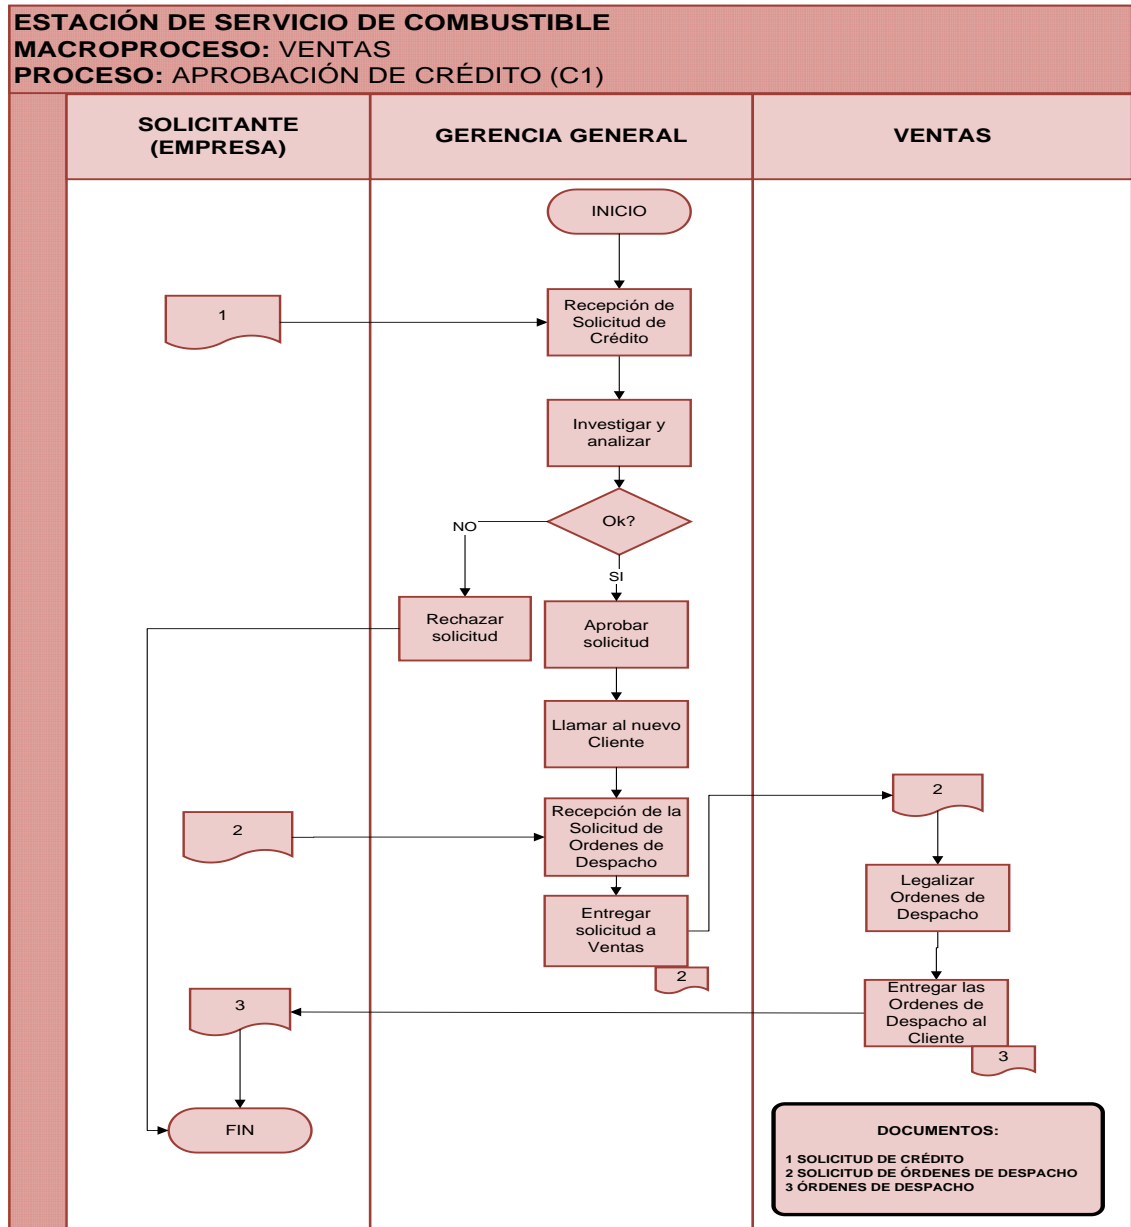 ESTACIÓN DE SERVICIO DE COMBUSTIBLE
MACROPROCESO: VENTAS
PROCESO: APROBACIÓN DE CRÉDITO (C1)
SOLICITANTE
(EMPRESA)
GERENCIA GENERAL
VENTAS
INICIO
1
Recepción de
Solicitud de
Crédito
Investigar y
analizar
Ok?
NO
SI
Rechazar
solicitud
Aprobar
solicitud
Llamar al nuevo
Cliente
2
Recepción de la
Solicitud de
Ordenes de
Despacho
2
Legalizar
Ordenes de
Despacho
Entregar
solicitud a
Ventas
2
3
Entregar las
Ordenes de
Despacho al
Cliente
3
FIN
DOCUMENTOS:
1 SOLICITUD DE CRÉDITO
2 SOLICITUD DE ÓRDENES DE DESPACHO
3 ÓRDENES DE DESPACHO